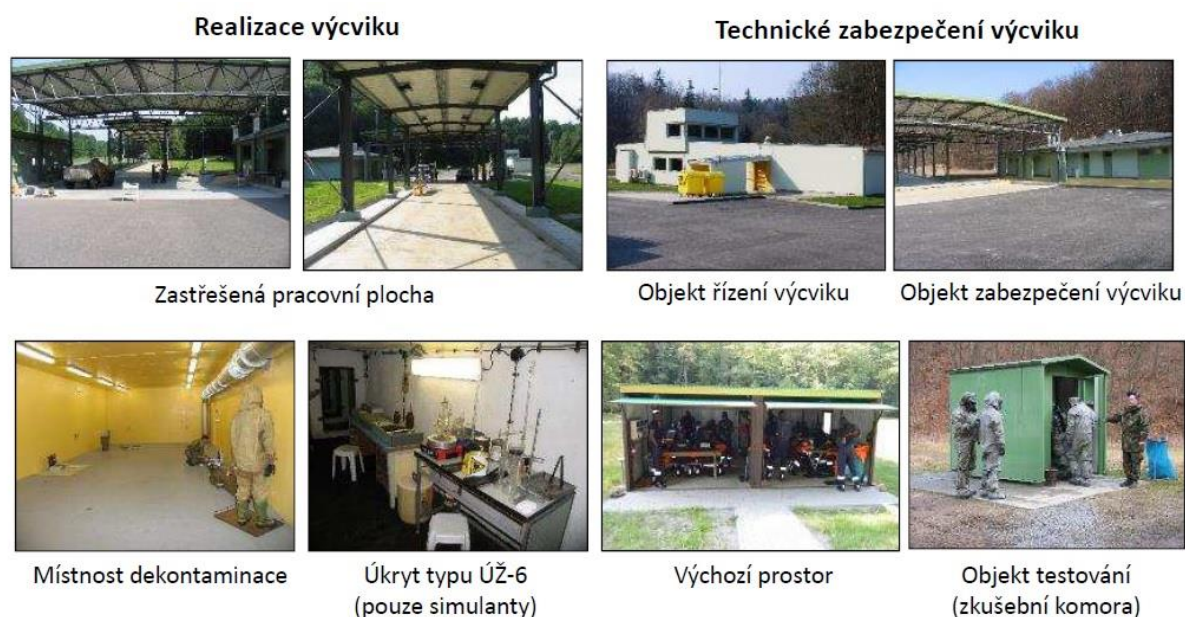 Realizace výcviku
Technické zabezpečení výcviku
Zastřešená pracovní plocha
Objekt řízení výcviku
Objekt zabezpečení výcviku
Místnost dekontaminace
Úkryt typu ÚŽ-6
(pouze simulanty)
Výchozí prostor
Objekt testování
(zkušební komora)